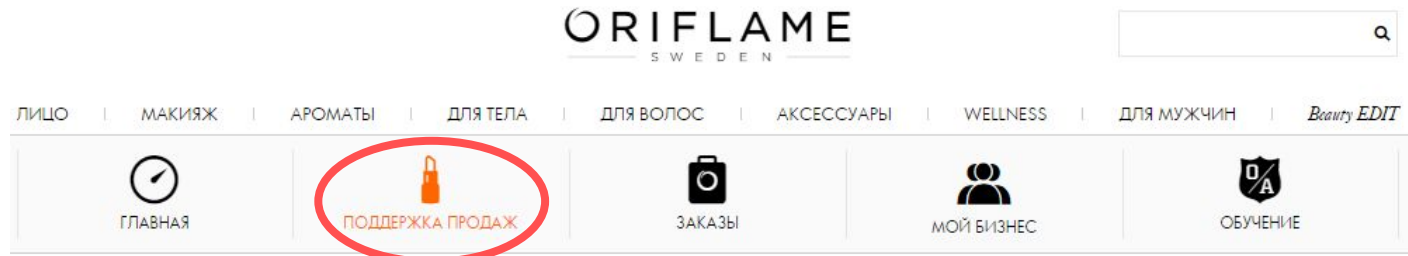 ORIFLAME
SWEDEN
ЛИЦО МАКИЯЖ АРОМАТЫ ДЛЯ ТЕЛА ДЛЯ ВОЛОС АКСЕССУАРЫ WELLNESS ДЛЯ МУЖЧИН Beauty EDIT
O/A
ГЛАВНАЯ ПОДДЕРЖКА ПРОДАЖ ЗАКАЗЫ МОЙ БИЗНЕС ОБУЧЕНИЕ